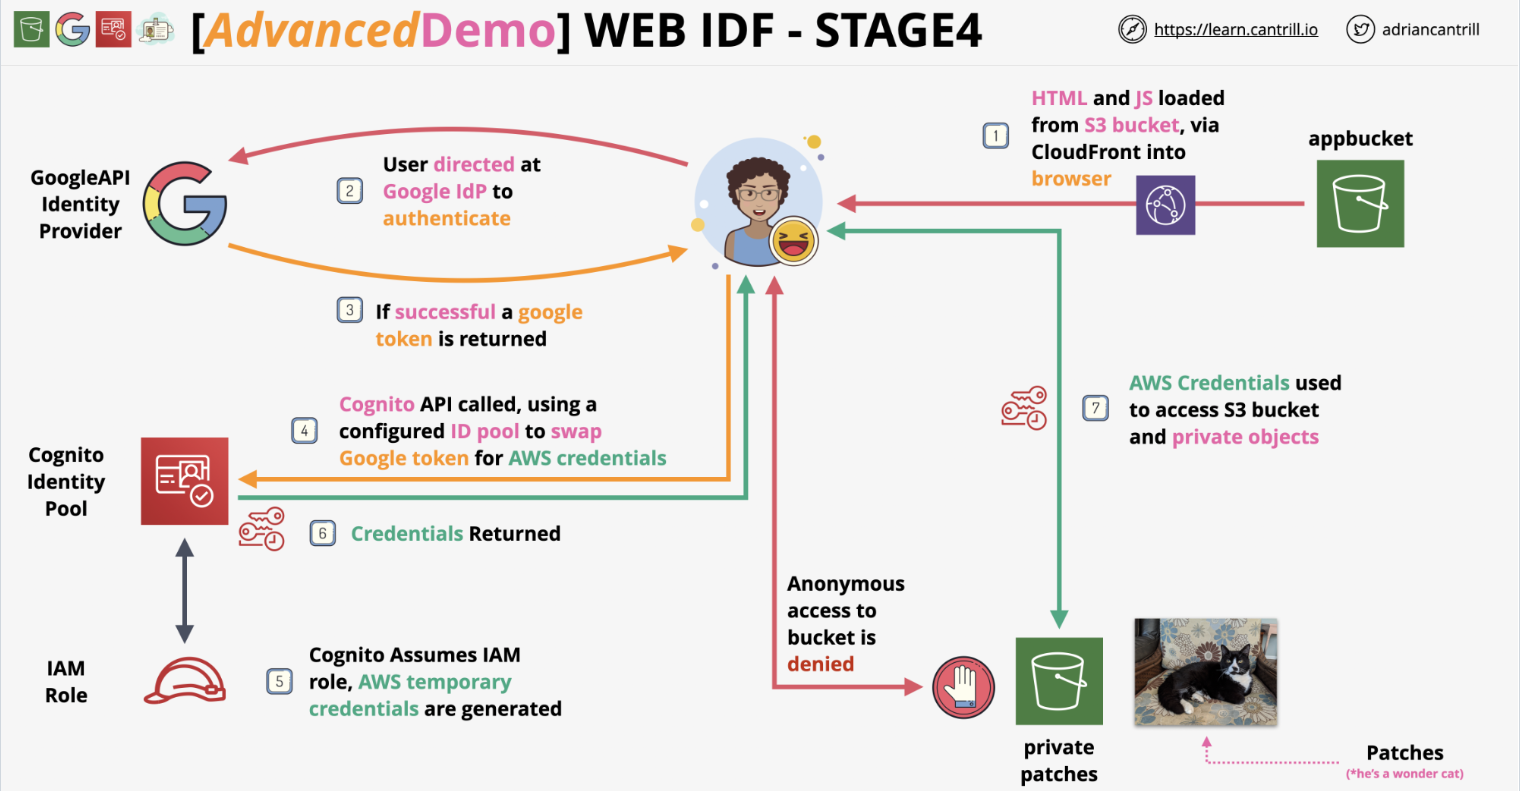 [AdvancedDemo] WEB IDF - STAGE4
https://learn.cantrill.io
adriancantrill
1
HTML and JS loaded
from S3 bucket, via
CloudFront into
browser
appbucket
GoogleAPI
Identity
Provider
2
User directed at
Google IdP to
authenticate
3
If successful a google
token is returned
4
Cognito API called, using a
configured ID pool to swap
Google token for AWS credentials
Cognito
Identity
Pool
6
Credentials Returned
7
AWS Credentials used
to access S3 bucket
and private objects
IAM
Role
5
Cognito Assumes IAM
role, AWS temporary
credentials are generated
Anonymous
access to
bucket is
denied
private
patches
Patches
(*he's a wonder cat)